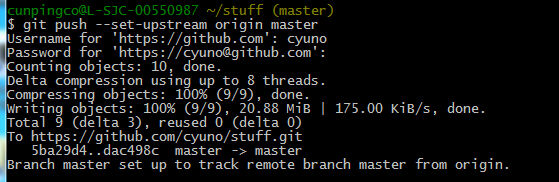 cunpingco@L-SJC-00550987 ~/stuff (master)
$ git push --set-upstream origin master
Username for 'https://github.com': cyuno
Password for 'https://cyuno@github.com':
Counting objects: 10, done.
Delta compression using up to 8 threads.
Compressing objects: 100% (9/9), done.
Writing objects: 100% (9/9), 20.88 MiB | 175.00 KiB/s, done.
Total 9 (delta 3), reused 0 (delta 0)
To https://github.com/cyuno/stuff.git
   5ba29d4..dac498c  master -> master
Branch master set up to track remote branch master from origin.